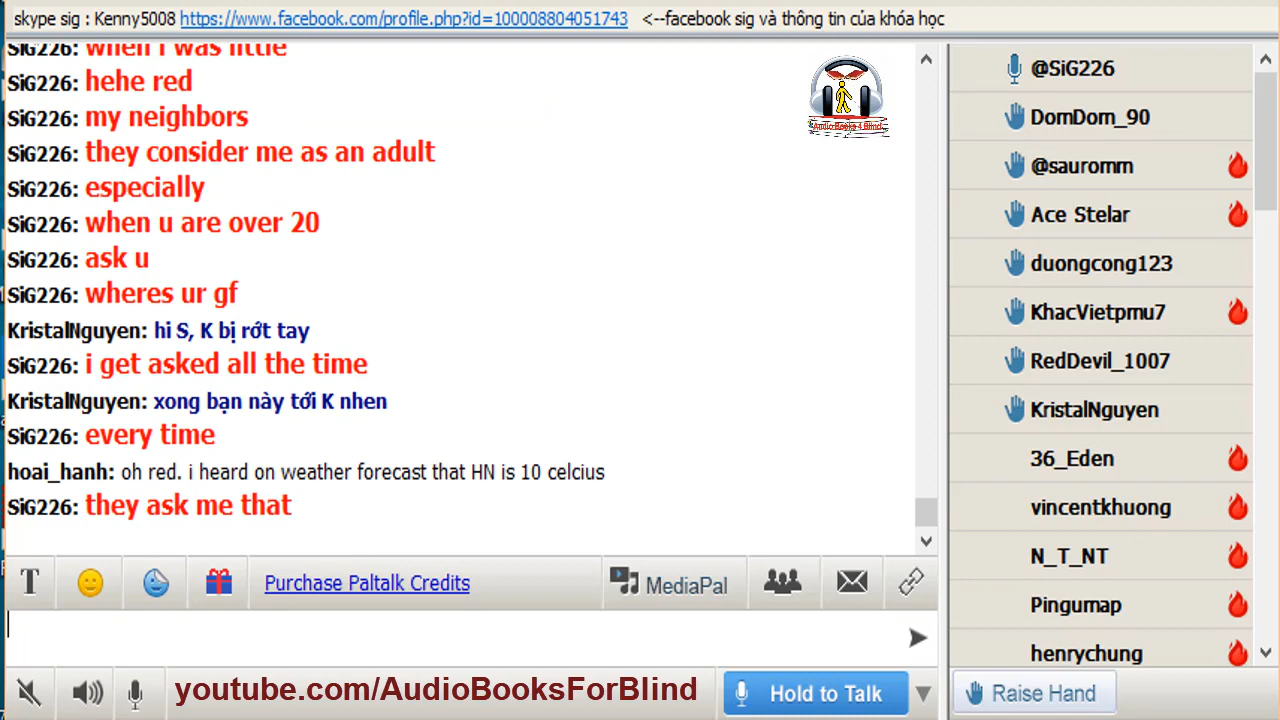 skype sig : Kenny5008 https://www.facebook.com/profile.php?id=100008804051743 <--facebook sig và thông tin của khóa học
SiG226: when i was little
SiG226: hehe red
SiG226: my neighbors
SiG226: they consider me as an adult
SiG226: especially
SiG226: when u are over 20
SiG226: ask u
SiG226: wheres ur gf
KristalNguyen: hi S, K bị rớt tay
SiG226: i get asked all the time
KristalNguyen: xong bạn này tới K nhen
SiG226: every time
hoai_hanh: oh red. i heard on weather forecast that HN is 10 celcius
SiG226: they ask me that
AudioBooks 4 Blind
@SiG226
DomDom_90
@sauromm
Ace Stelar
duongcong123
KhacVietpmu7
RedDevil_1007
KristalNguyen
36_Eden
vincentkhuong
N_T_NT
Pingumap
henrychung
T
Purchase Paltalk Credits
MediaPal
youtube.com/AudioBooksForBlind
Hold to Talk
Raise Hand